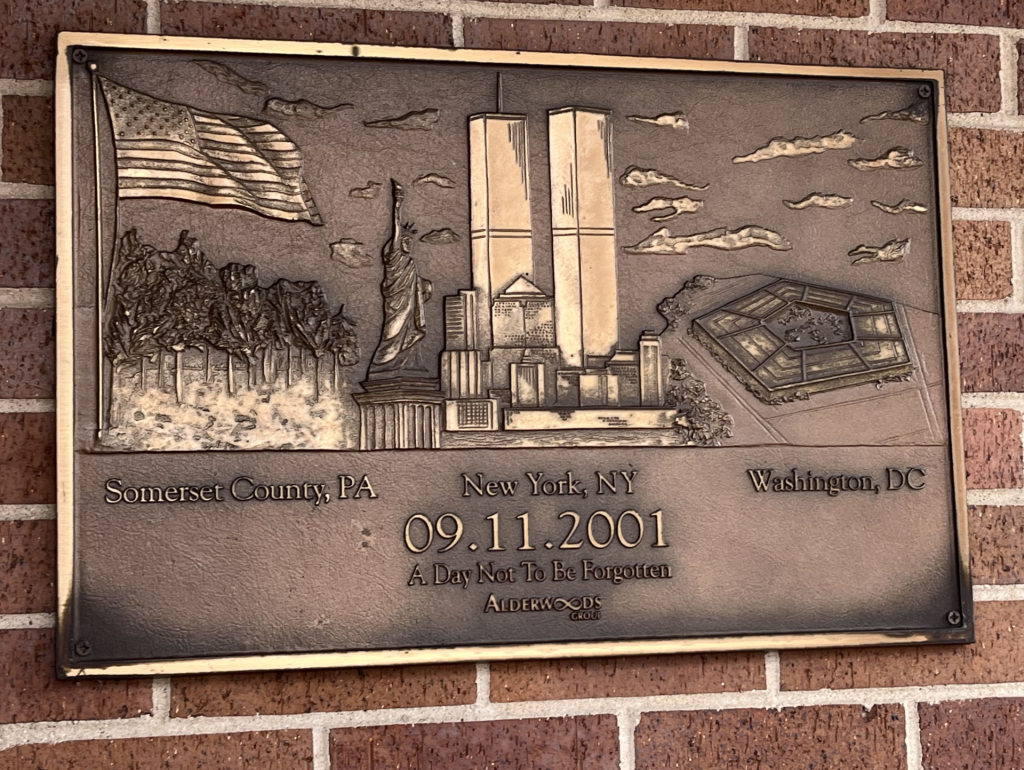 Somerset County, PA
New York, NY
Washington, DC
09.11.2001
A Day Not To Be Forgotten
ALDERWOODS
GROUP